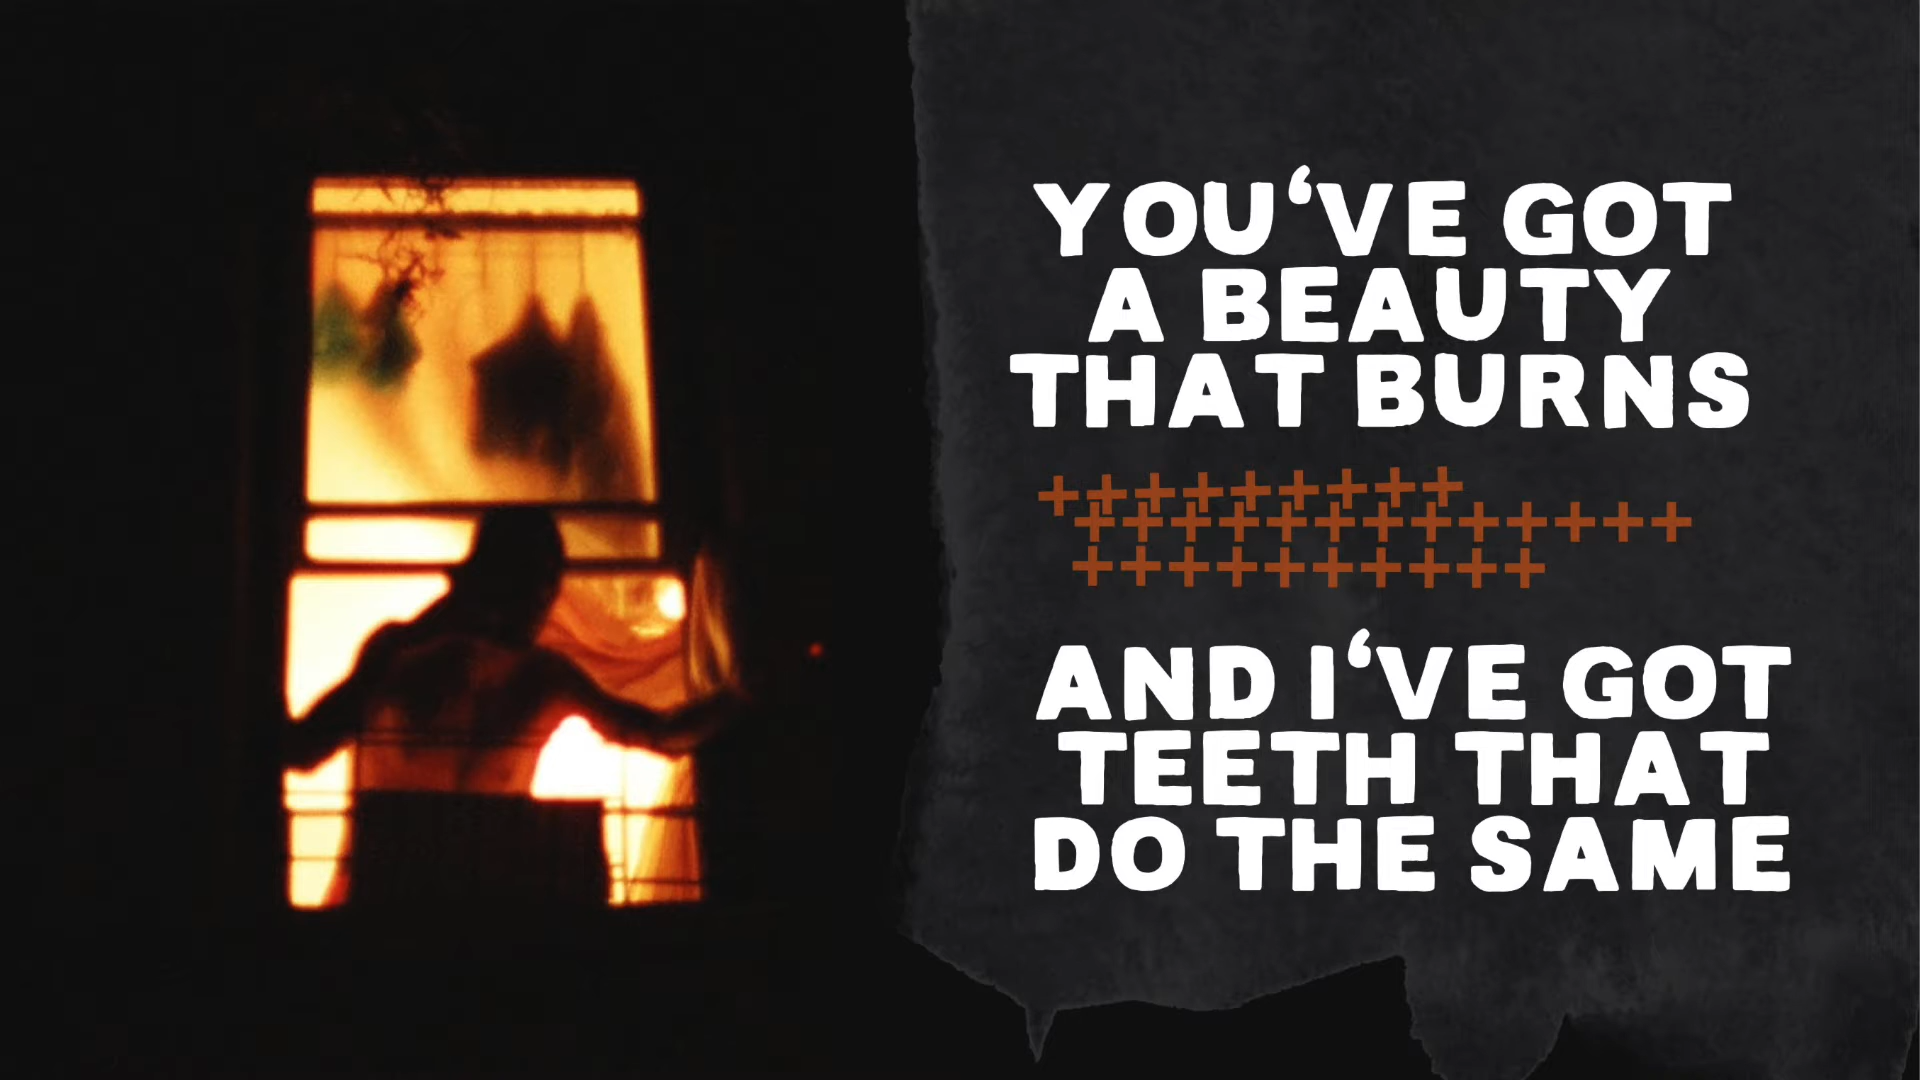 YOU‘VE GOT
A BEAUTY
THAT BURNS
+++++++++
+++++++++++++
++++++++++
AND I‘VE GOT
TEETH THAT
DO THE SAME